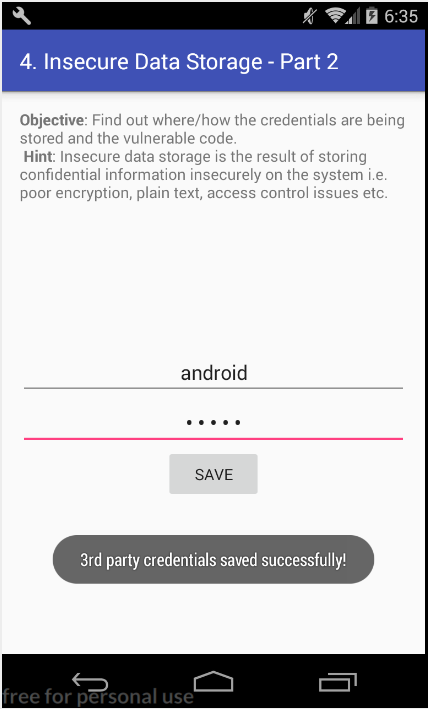 6:35
4. Insecure Data Storage - Part 2
Objective: Find out where/how the credentials are being
stored and the vulnerable code.
Hint: Insecure data storage is the result of storing
confidential information insecurely on the system i.e.
poor encryption, plain text, access control issues etc.
android
•••••
SAVE
3rd party credentials saved successfully!
free for personal use